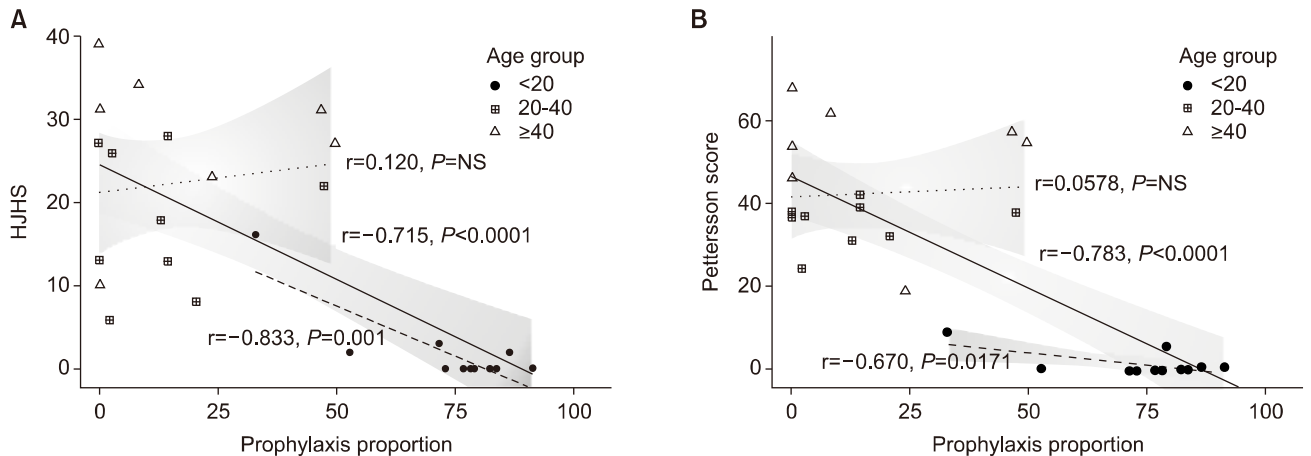 A
HJHS
40
30
20
10
0
Age group
<20
20-40
≥40
r=0.120, P=NS
r=−0.715, P<0.0001
r=−0.833, P=0.001
0
25
50
75
100
Prophylaxis proportion
B
Pettersson score
60
40
20
0
Age group
<20
20-40
≥40
r=0.0578, P=NS
r=−0.783, P<0.0001
r=−0.670, P=0.0171
0
25
50
75
100
Prophylaxis proportion